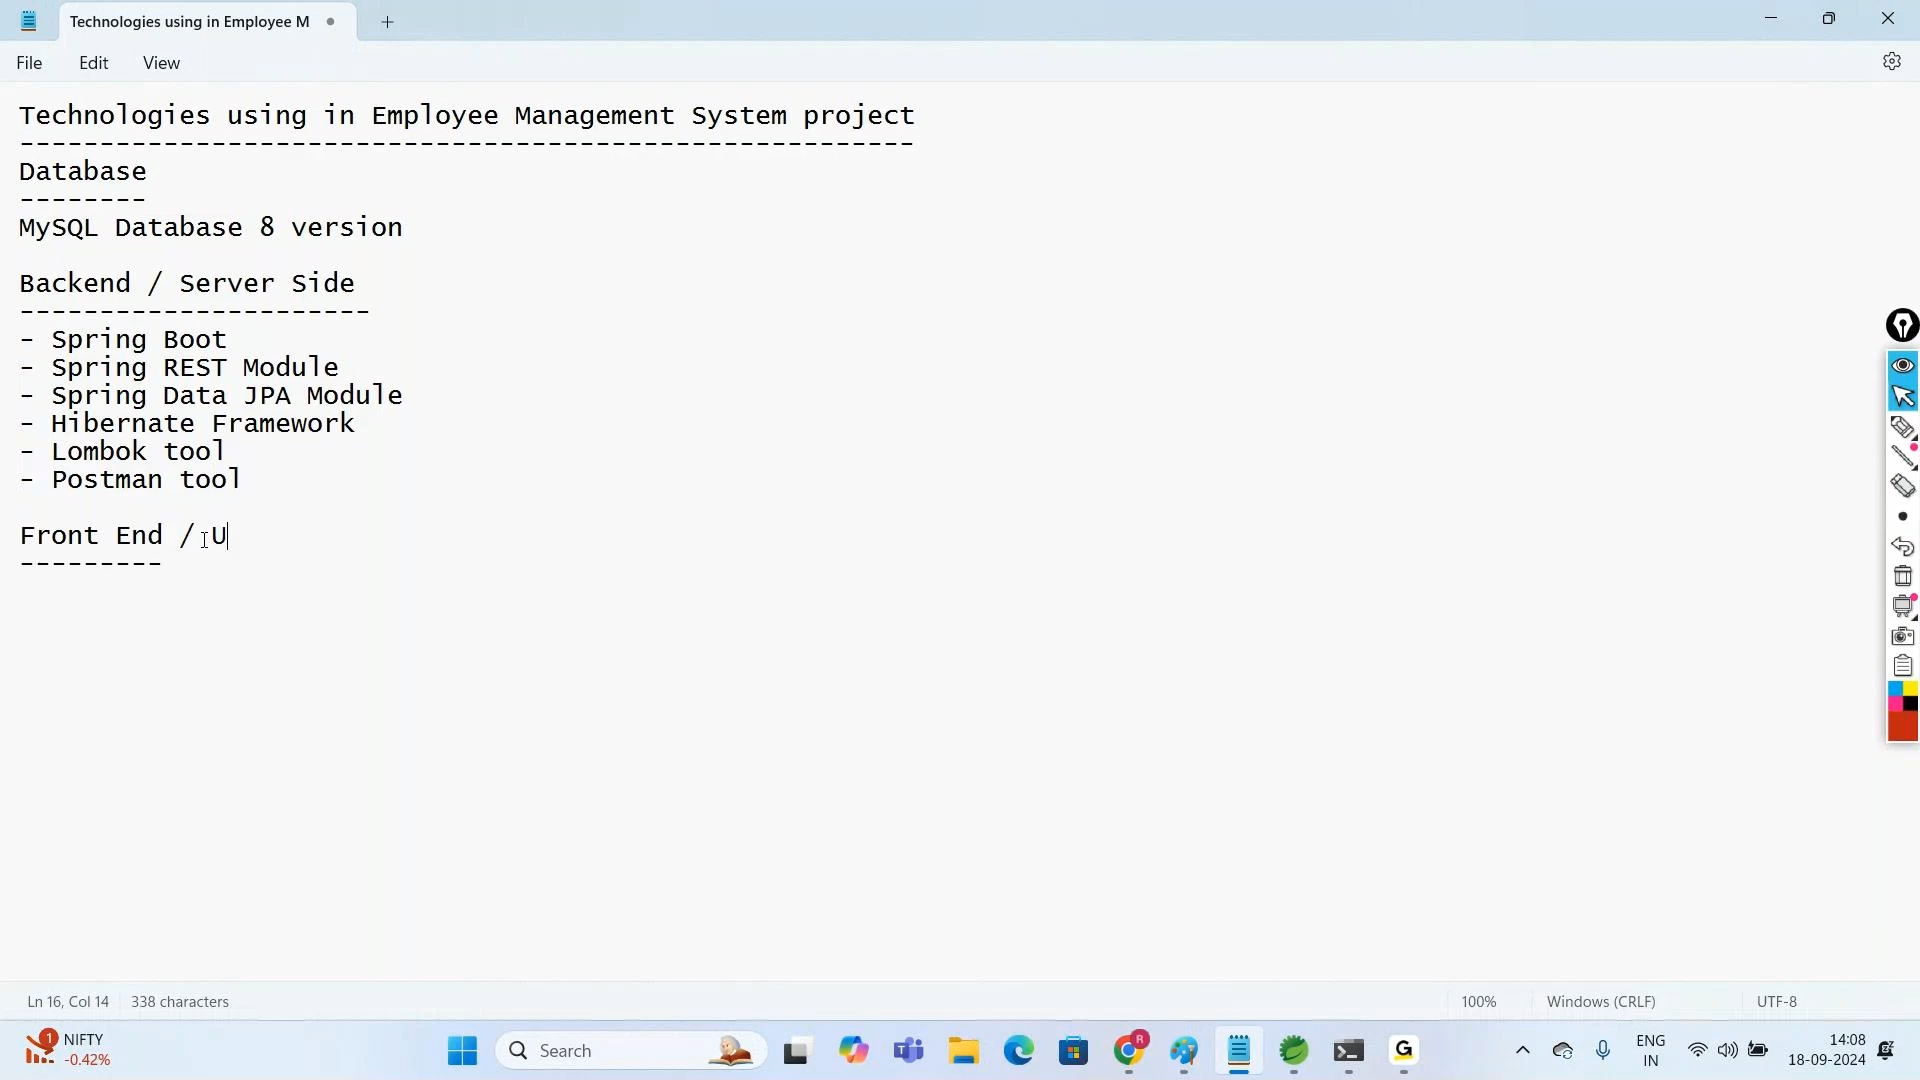 Technologies using in Employee M
File Edit View
Technologies using in Employee Management System project
--------------------------------------------------------
Database
--------
MySQL Database 8 version
Backend / Server Side
----------------------
- Spring Boot
- Spring REST Module
- Spring Data JPA Module
- Hibernate Framework
- Lombok tool
- Postman tool
Front End / U
---------
Ln 16, Col 14 338 characters 100% Windows (CRLF) UTF-8
1 NIFTY
-0.42%
Search
R
G
ENG
IN
14:08
18-09-2024